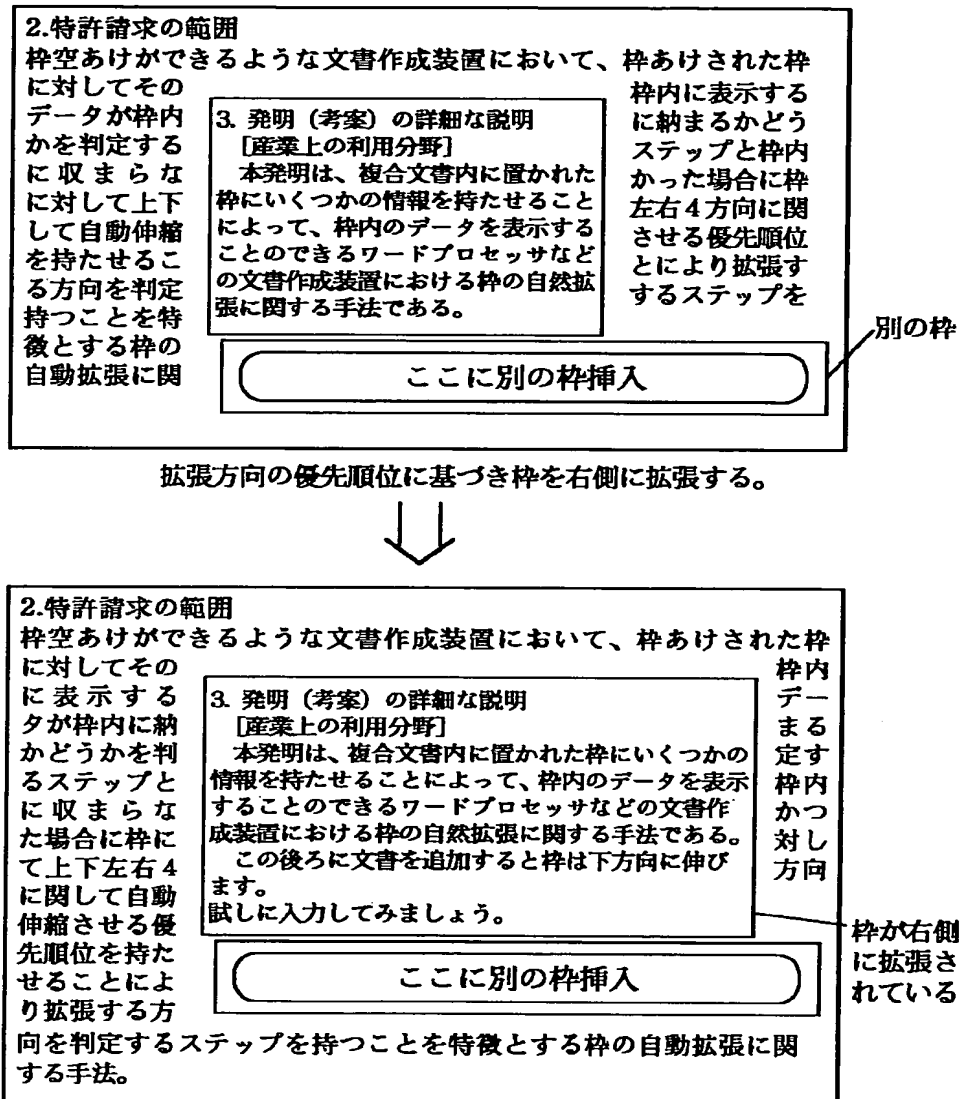 2.特許請求の範囲
枠空あけができるような文書作成装置において、枠あけされた枠
に対してその
データが枠内
かを判定する
に収まらな
に対して上下
して自動伸縮
を持たせるこ
る方向を判定
持つことを特
徴とする枠の
自動拡張に関
3. 発明（考案）の詳細な説明
［産業上の利用分野］
本発明は、複合文書内に置かれた
枠にいくつかの情報を持たせること
によって、枠内のデータを表示する
ことのできるワードプロセッサなど
の文書作成装置における枠の自然拡
張に関する手法である。
枠内に表示する
に納まるかどう
ステップと枠内
かった場合に枠
左右4方向に関
させる優先順位
とにより拡張す
するステップを
ここに別の枠挿入
別の枠
拡張方向の優先順位に基づき枠を右側に拡張する。
2.特許請求の範囲
枠空あけができるような文書作成装置において、枠あけされた枠
に対してその
に表示する
タが枠内に納
かどうかを判
るステップと
に収まらな
た場合に枠に
て上下左右4
に関して自動
伸縮させる優
先順位を持た
せることによ
り拡張する方
3. 発明（考案）の詳細な説明
［産業上の利用分野］
本発明は、複合文書内に置かれた枠にいくつかの
情報を持たせることによって、枠内のデータを表示
することのできるワードプロセッサなどの文書作
成装置における枠の自然拡張に関する手法である。
この後ろに文書を追加すると枠は下方向に伸び
ます。
試しに入力してみましょう。
枠内
デー
まる
定す
枠内
かつ
対し
方向
ここに別の枠挿入
枠が右側
に拡張さ
れている
向を判定するステップを持つことを特徴とする枠の自動拡張に関
する手法。